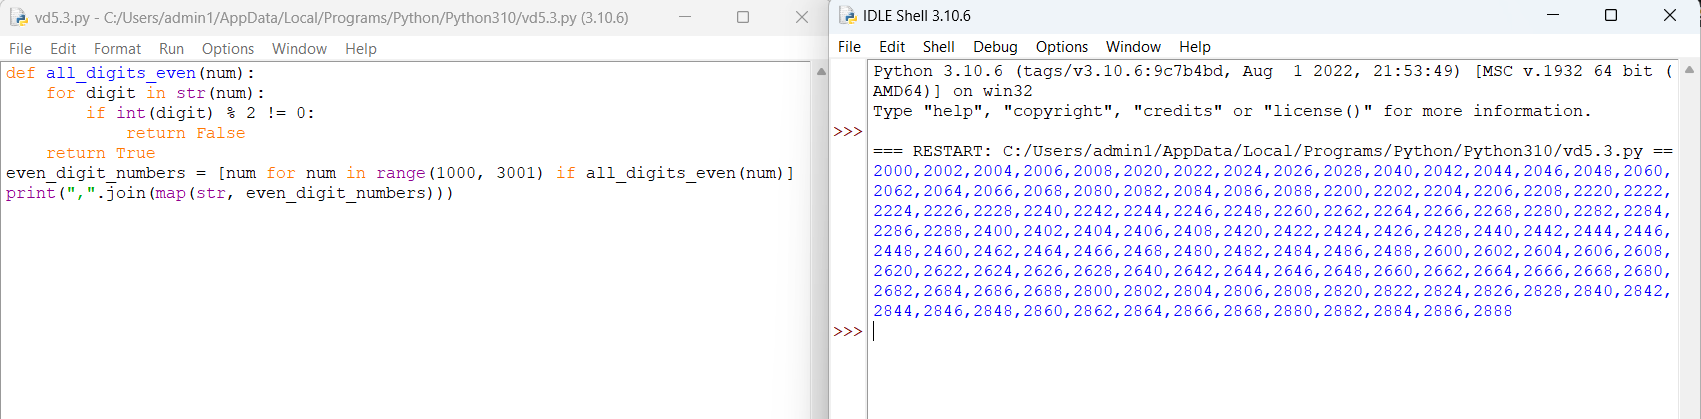 vd5.3.py - C:/Users/admin1/AppData/Local/Programs/Python/Python310/vd5.3.py (3.10.6)
File Edit Format Run Options Window Help
def all_digits_even(num):
    for digit in str(num):
        if int(digit) % 2 != 0:
            return False
    return True
even_digit_numbers = [num for num in range(1000, 3001) if all_digits_even(num)]
print(",".join(map(str, even_digit_numbers)))
IDLE Shell 3.10.6
File Edit Shell Debug Options Window Help
Python 3.10.6 (tags/v3.10.6:9c7b4bd, Aug  1 2022, 21:53:49) [MSC v.1932 64 bit (
AMD64)] on win32
Type "help", "copyright", "credits" or "license()" for more information.
>>>
=== RESTART: C:/Users/admin1/AppData/Local/Programs/Python/Python310/vd5.3.py ==
2000,2002,2004,2006,2008,2020,2022,2024,2026,2028,2040,2042,2044,2046,2048,2060,
2062,2064,2066,2068,2080,2082,2084,2086,2088,2200,2202,2204,2206,2208,2220,2222,
2224,2226,2228,2240,2242,2244,2246,2248,2260,2262,2264,2266,2268,2280,2282,2284,
2286,2288,2400,2402,2404,2406,2408,2420,2422,2424,2426,2428,2440,2442,2444,2446,
2448,2460,2462,2464,2466,2468,2480,2482,2484,2486,2488,2600,2602,2604,2606,2608,
2620,2622,2624,2626,2628,2640,2642,2644,2646,2648,2660,2662,2664,2666,2668,2680,
2682,2684,2686,2688,2800,2802,2804,2806,2808,2820,2822,2824,2826,2828,2840,2842,
2844,2846,2848,2860,2862,2864,2866,2868,2880,2882,2884,2886,2888
>>>